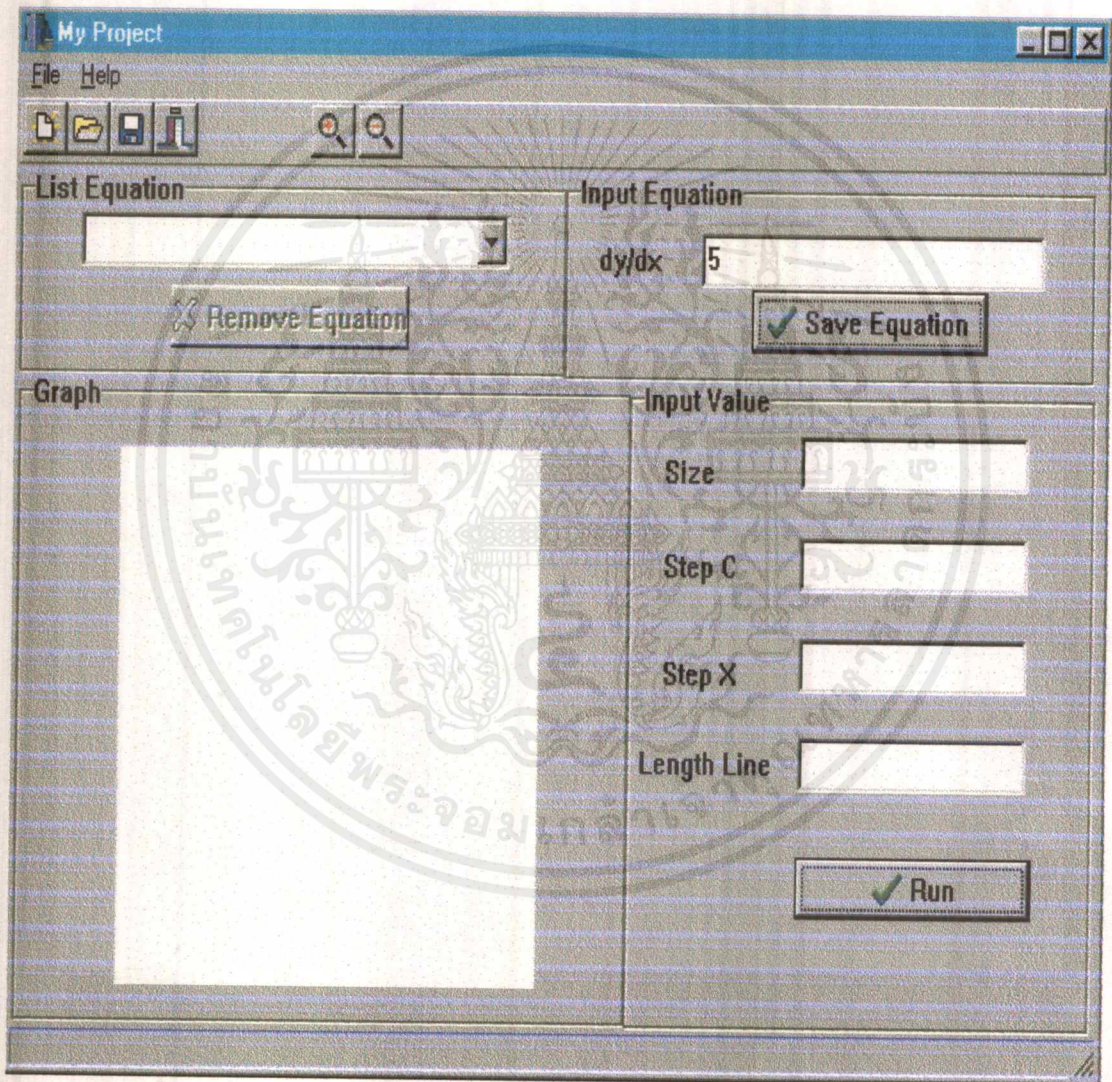 My Project
File Help
List Equation
Input Equation
dy/dx 5
Remove Equation
Save Equation
Graph
Input Value
Size
Step C
Step X
Length Line
Run